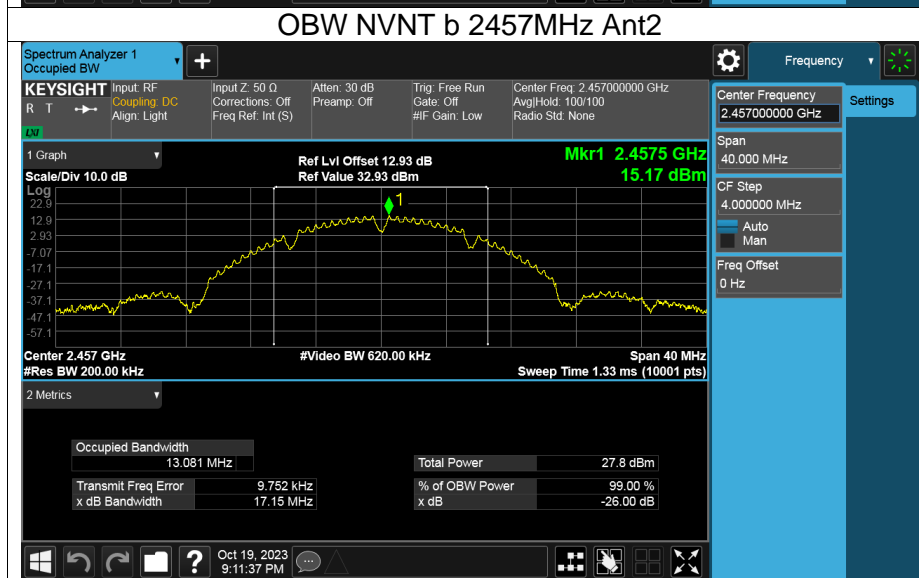 OBW NVNT b 2457MHz Ant2
Spectrum Analyzer 1
Occupied BW
+
Frequency
KEYSIGHT
R T
LXI
Input: RF
Coupling: DC
Align: Light
Input Z: 50 Ω
Corrections: Off
Freq Ref: Int (S)
Atten: 30 dB
Preamp: Off
Trig: Free Run
Gate: Off
#IF Gain: Low
Center Freq: 2.457000000 GHz
Avg|Hold: 100/100
Radio Std: None
Center Frequency
2.457000000 GHz
Settings
Span
40.000 MHz
CF Step
4.000000 MHz
Auto
Man
Freq Offset
0 Hz
1 Graph
Ref Lvl Offset 12.93 dB
Mkr1 2.4575 GHz
Scale/Div 10.0 dB
Ref Value 32.93 dBm
15.17 dBm
Log
22.9
12.9
2.93
-7.07
-17.1
-27.1
-37.1
-47.1
-57.1
1
Center 2.457 GHz
#Video BW 620.00 kHz
Span 40 MHz
#Res BW 200.00 kHz
Sweep Time 1.33 ms (10001 pts)
2 Metrics
Occupied Bandwidth
13.081 MHz
Total Power 27.8 dBm
Transmit Freq Error 9.752 kHz
% of OBW Power 99.00 %
x dB Bandwidth 17.15 MHz
x dB -26.00 dB
?
Oct 19, 2023
9:11:37 PM